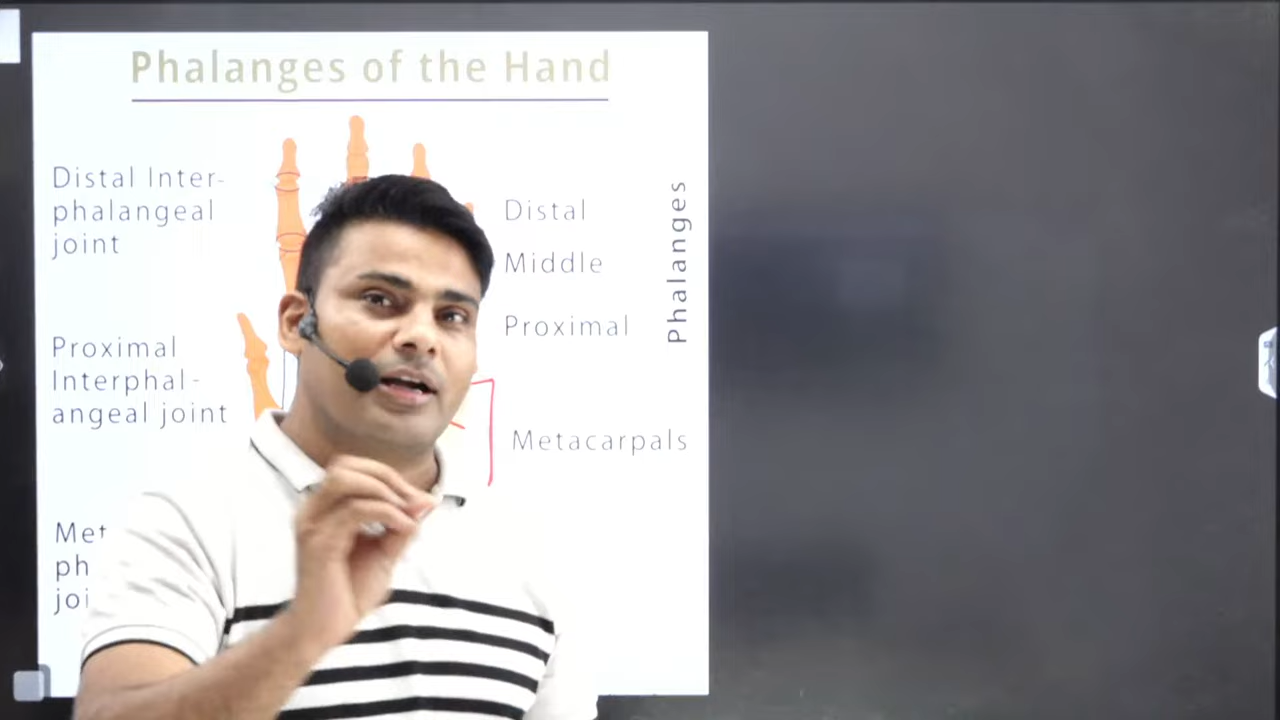 Phalanges of the Hand
Distal Inter-
phalangeal
joint
Proximal
Interphal-
angeal joint
Met
ph
joi
Distal
Middle
Proximal
Metacarpals
Phalanges